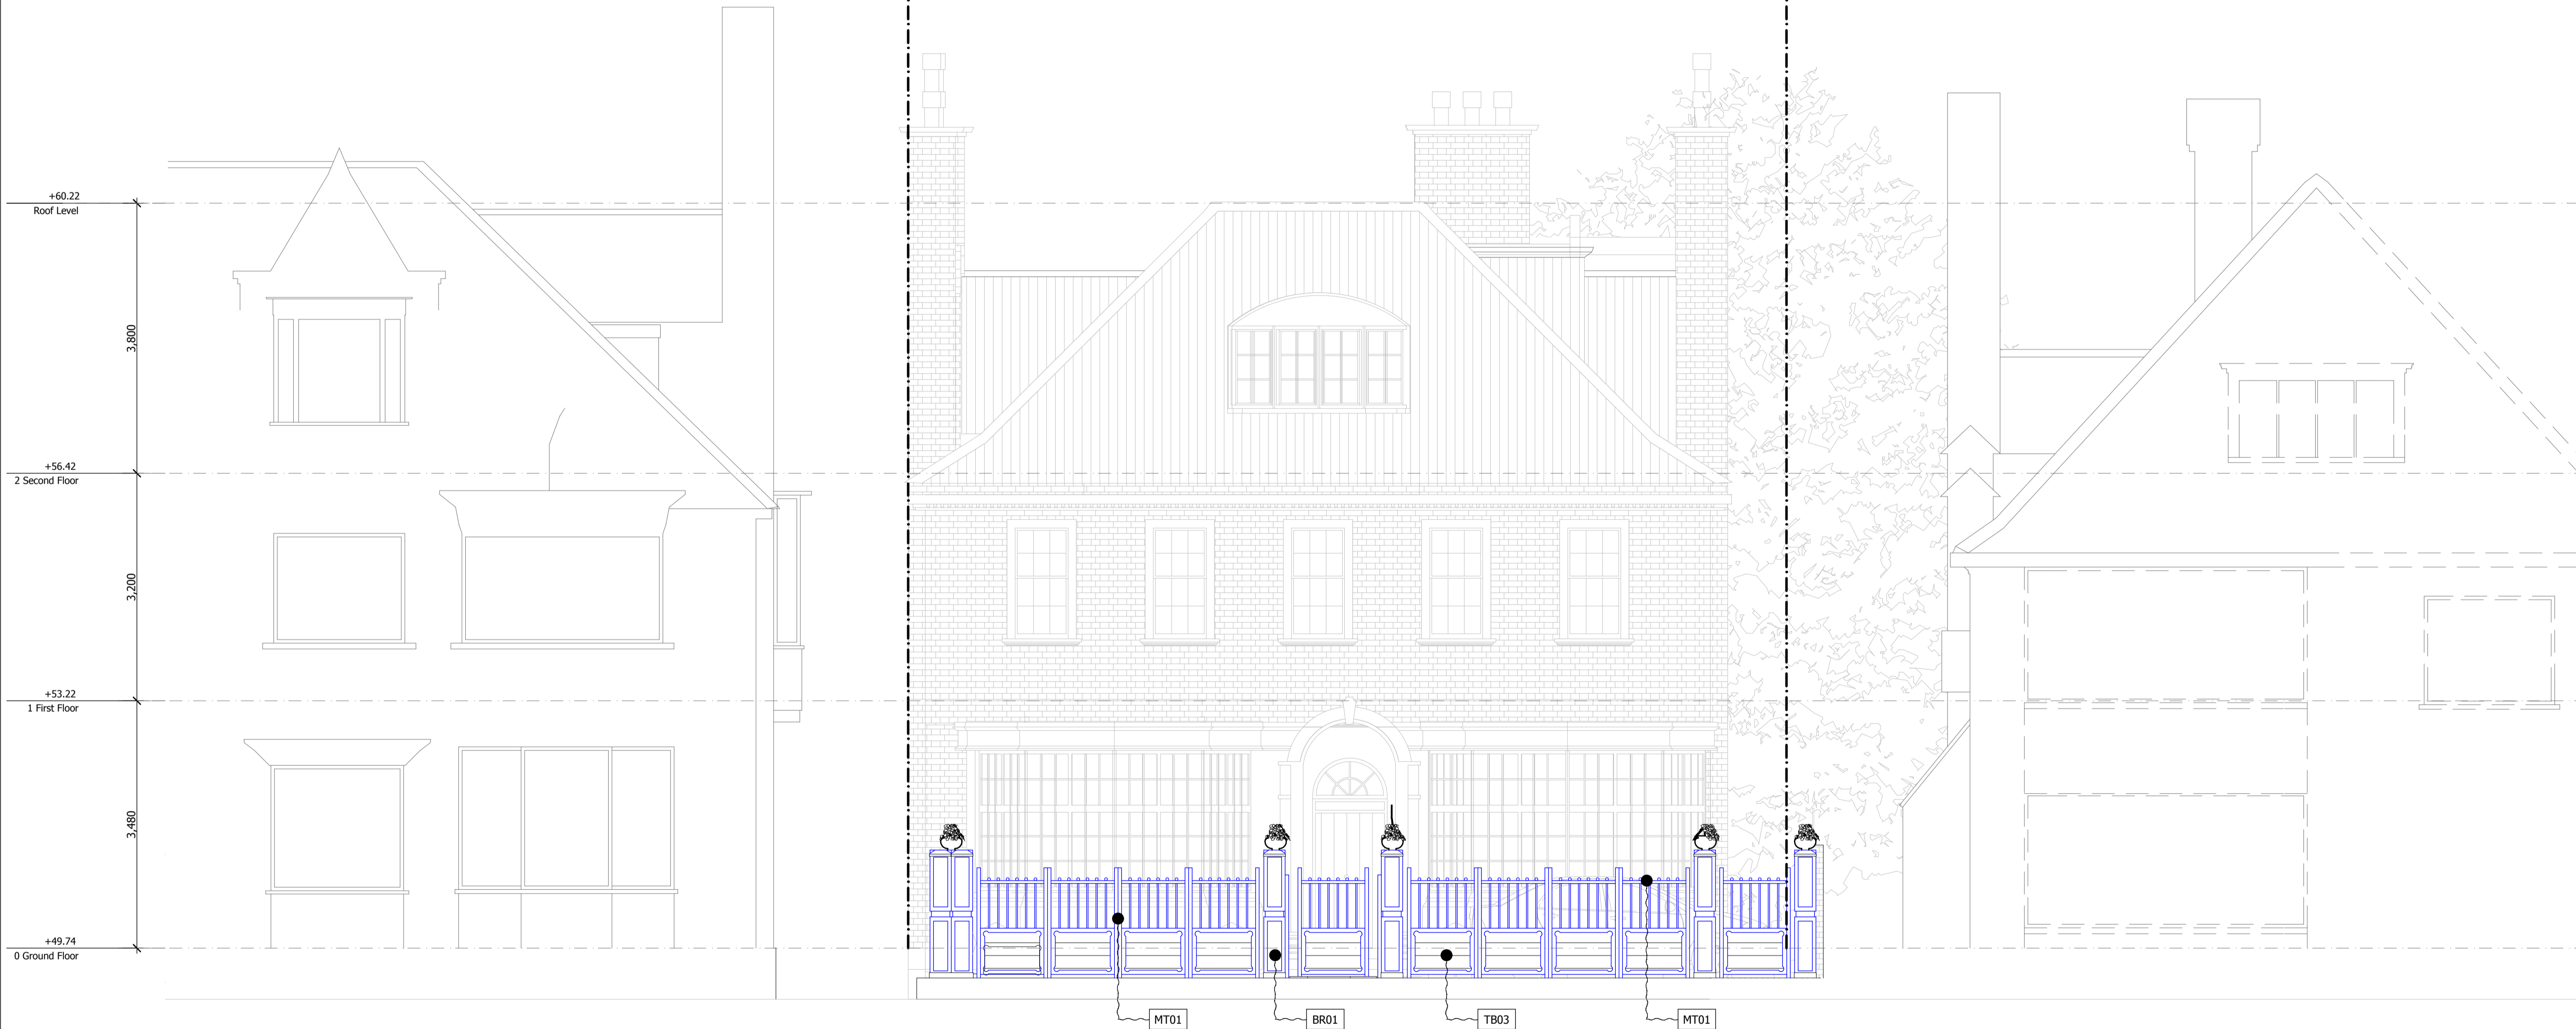 +60.22
Roof Level
3,800
+56.42
2 Second Floor
3,200
+53.22
1 First Floor
3,480
+49.74
0 Ground Floor
MT01
BR01
TB03
MT01